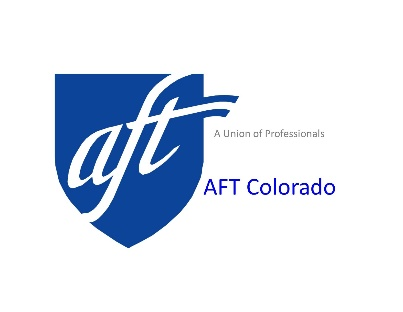 aft
A Union of Professionals
AFT Colorado